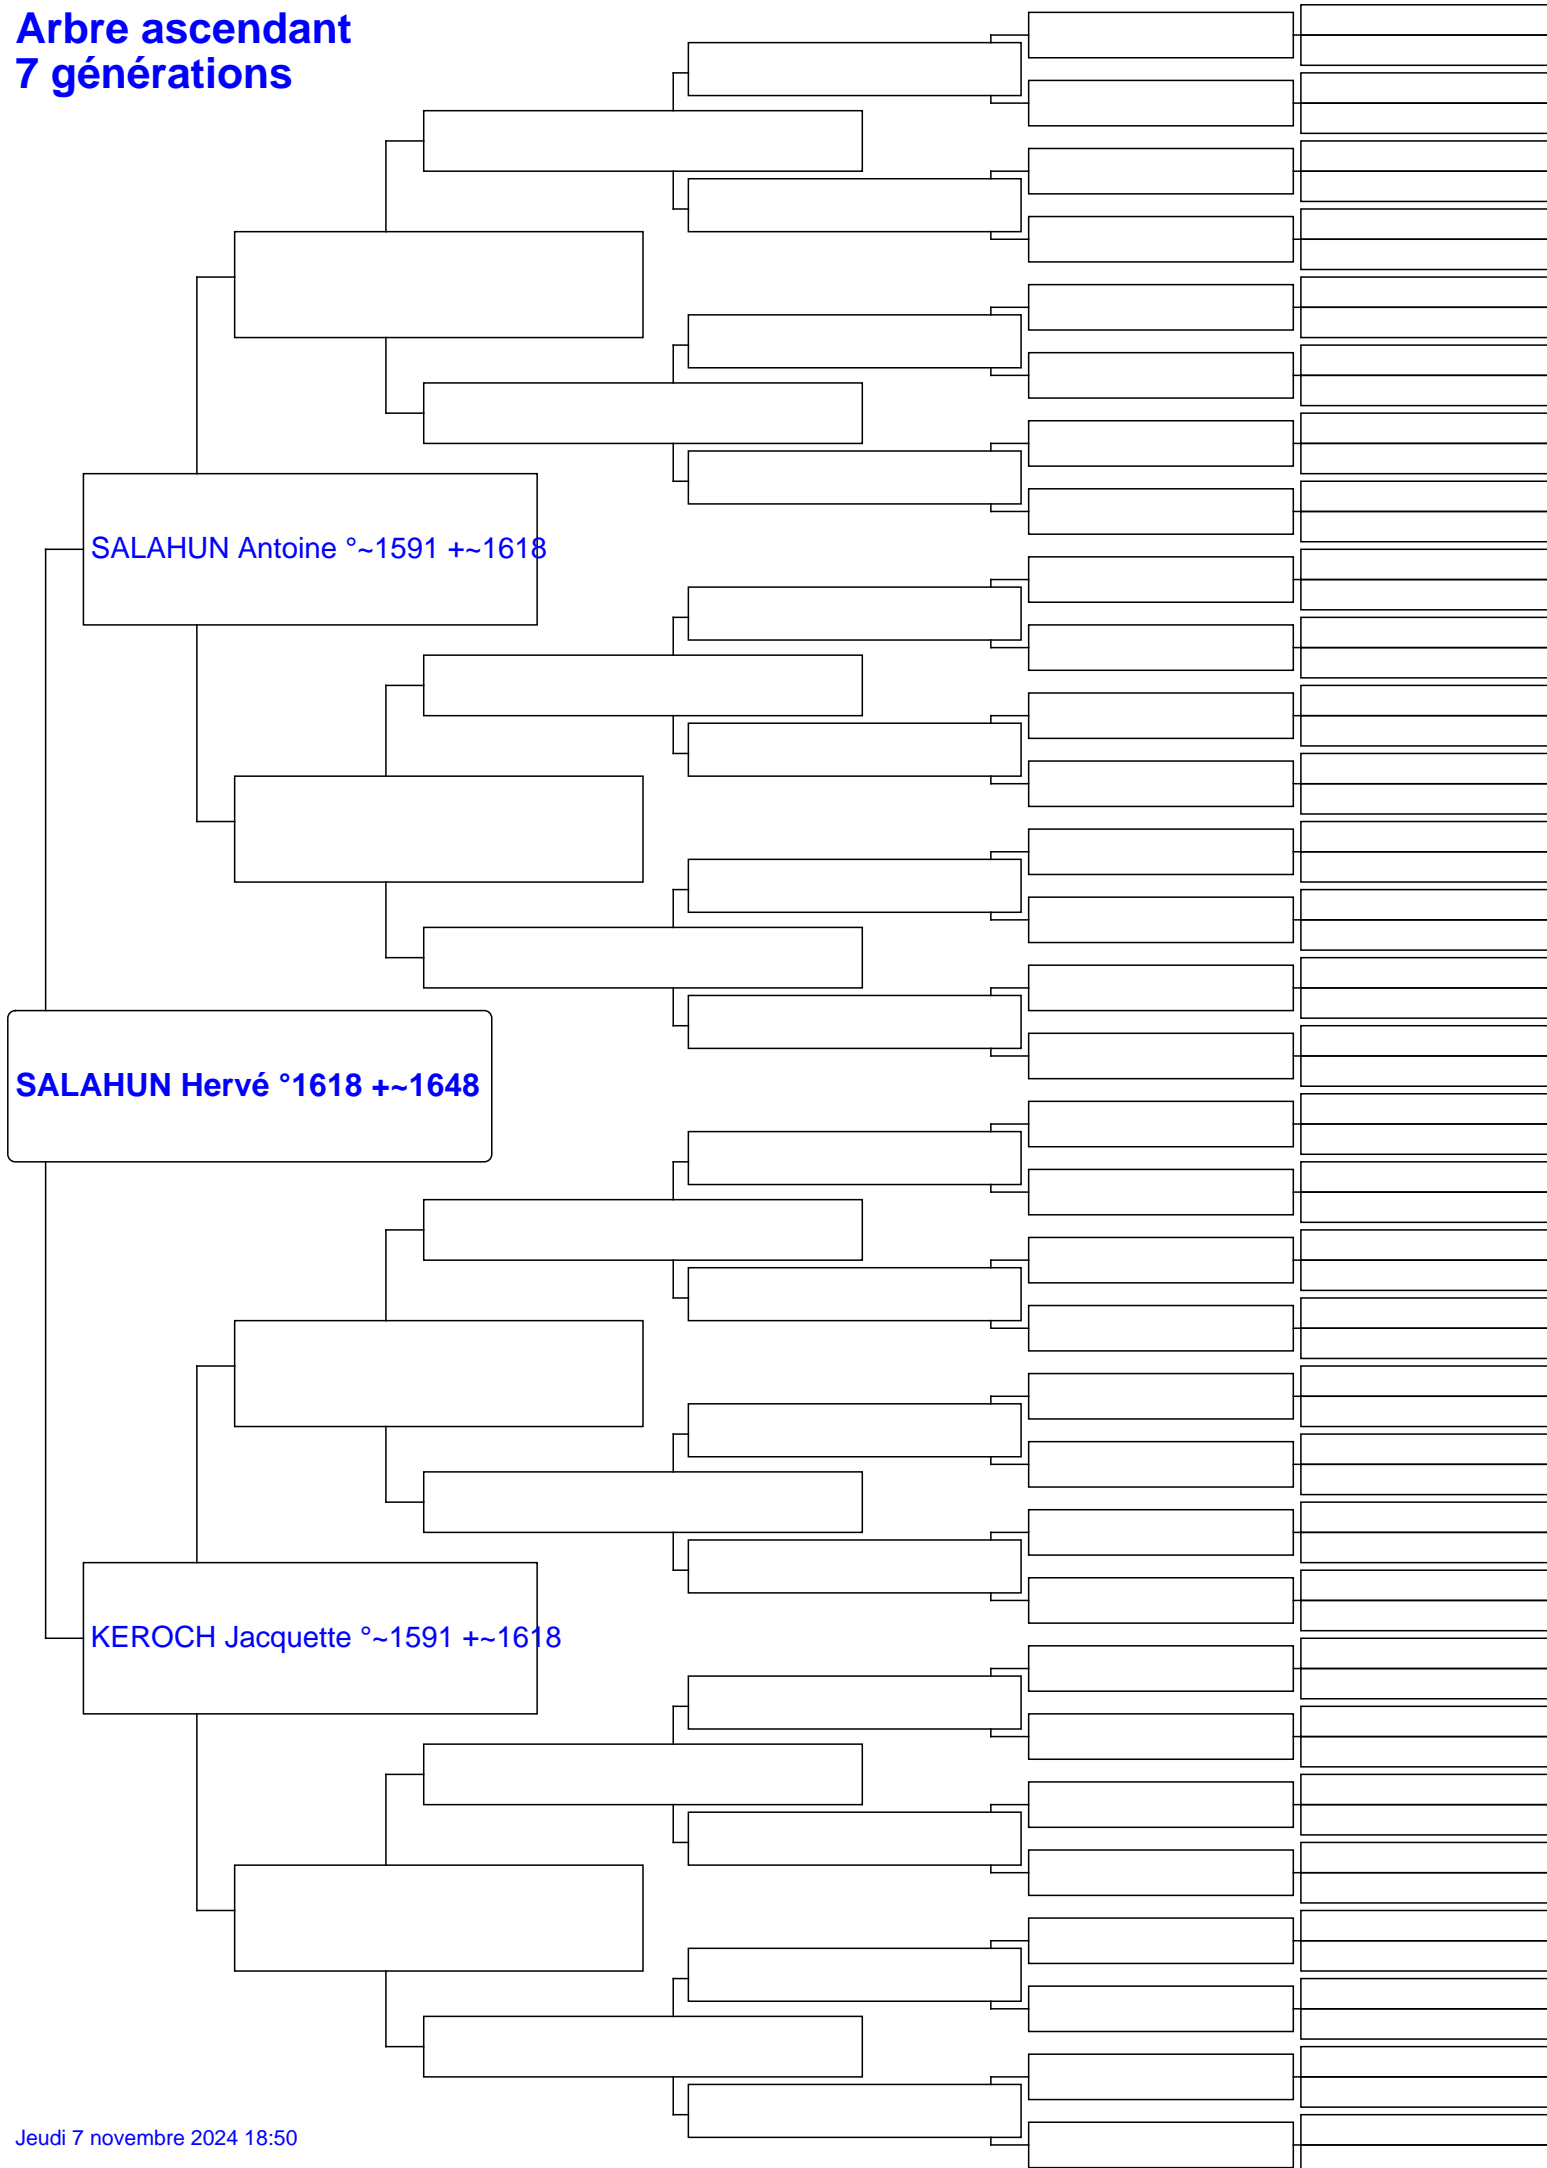 Arbre ascendant
7 générations
SALAHUN Antoine °~1591 +~1618
SALAHUN Hervé °1618 +~1648
KEROCH Jacquette °~1591 +~1618
Jeudi 7 novembre 2024 18:50